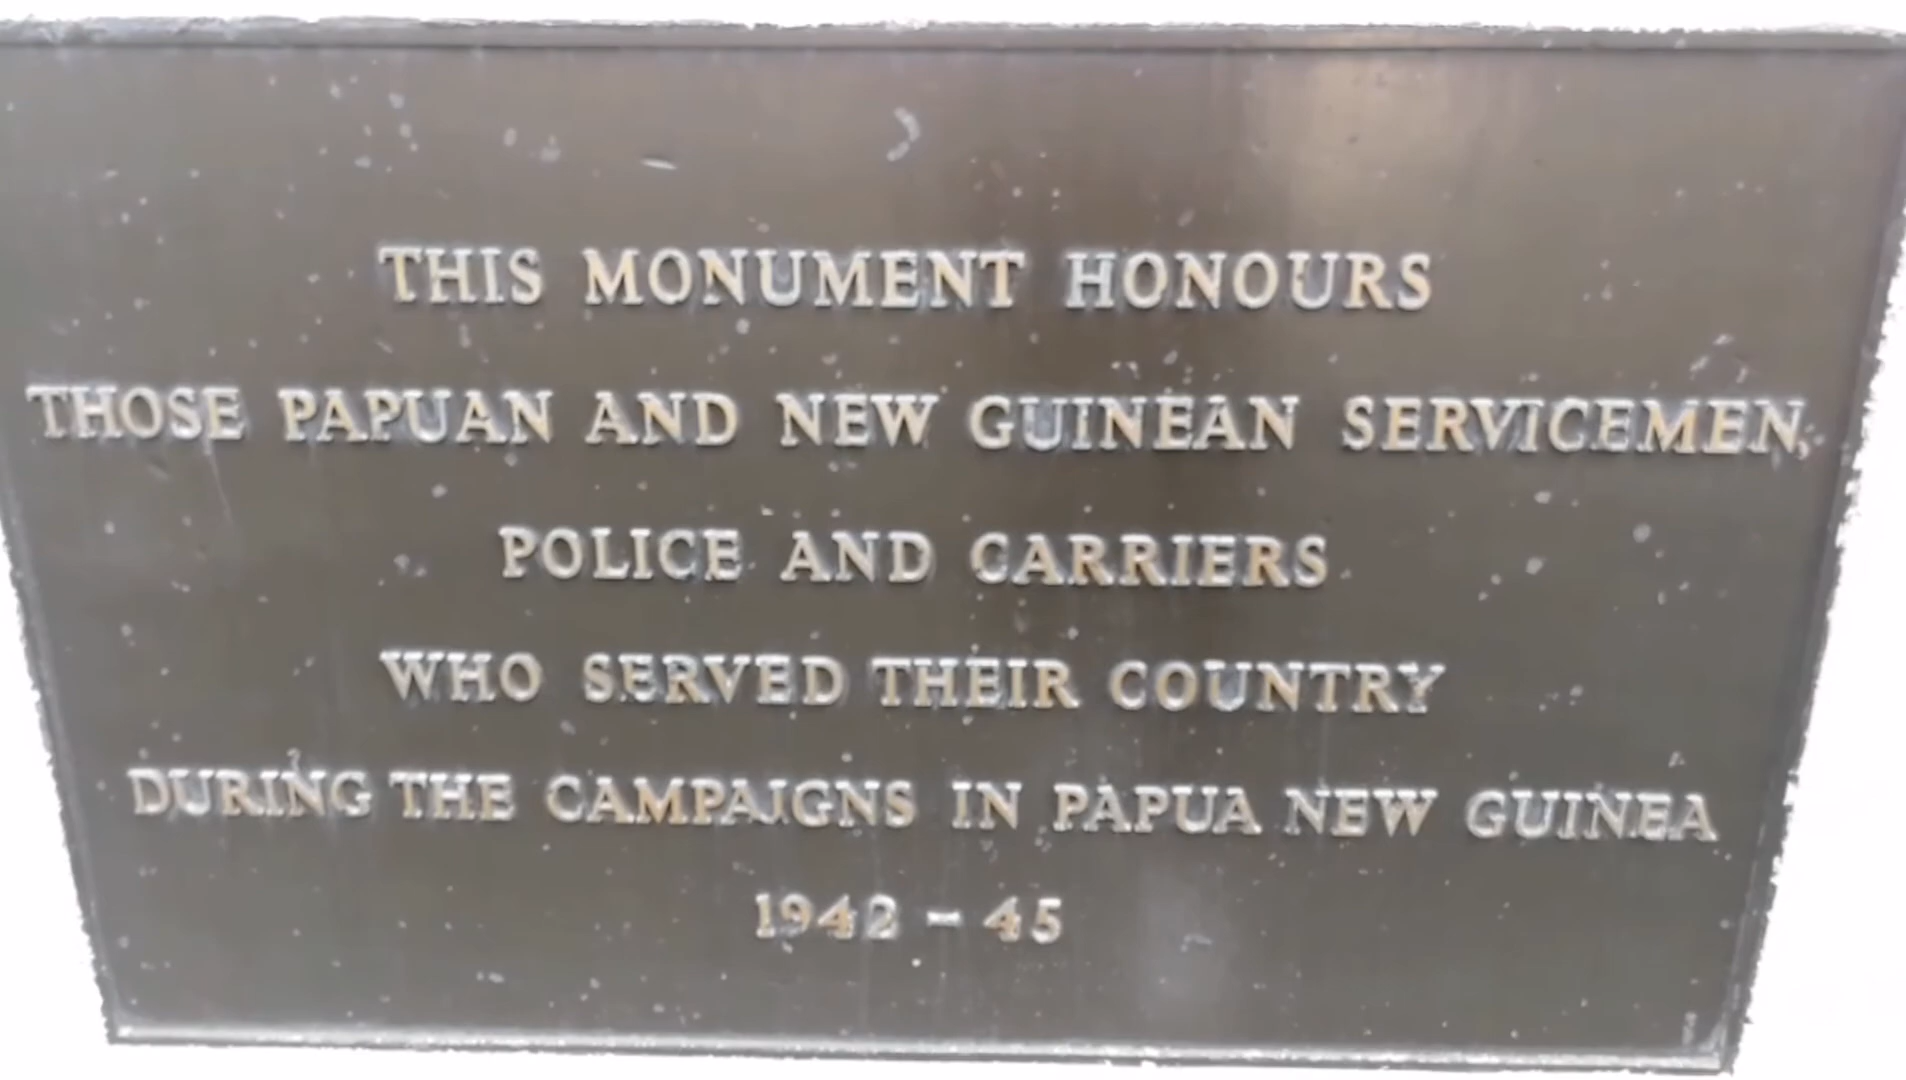 THIS MONUMENT HONOURS
THOSE PAPUAN AND NEW GUINEAN SERVICEMEN,
POLICE AND CARRIERS
WHO SERVED THEIR COUNTRY
DURING THE CAMPAIGNS IN PAPUA NEW GUINEA
1942 - 45